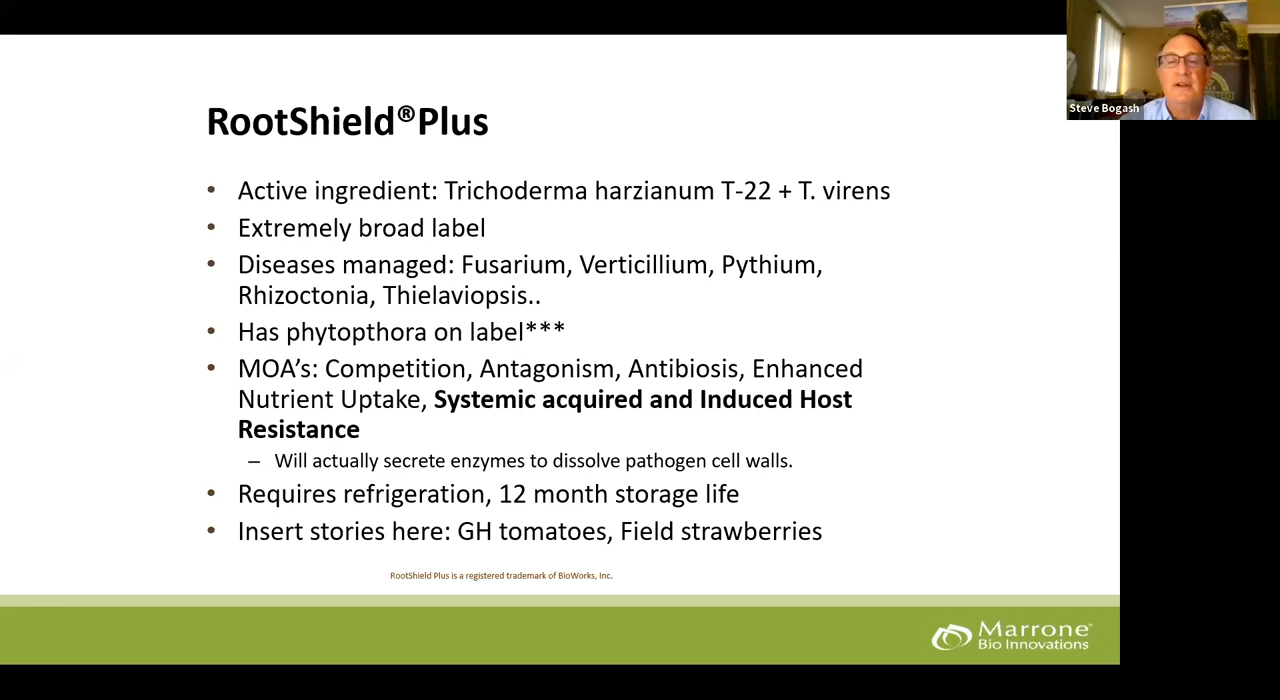 RootShield®Plus
Steve Bogash
• Active ingredient: Trichoderma harzianum T-22 + T. virens
• Extremely broad label
• Diseases managed: Fusarium, Verticillium, Pythium,
Rhizoctonia, Thielaviopsis..
• Has phytopthora on label***
• MOA’s: Competition, Antagonism, Antibiosis, Enhanced
Nutrient Uptake, Systemic acquired and Induced Host
Resistance
– Will actually secrete enzymes to dissolve pathogen cell walls.
• Requires refrigeration, 12 month storage life
• Insert stories here: GH tomatoes, Field strawberries
RootShield Plus is a registered trademark of BioWorks, Inc.
Marrone™
Bio Innovations